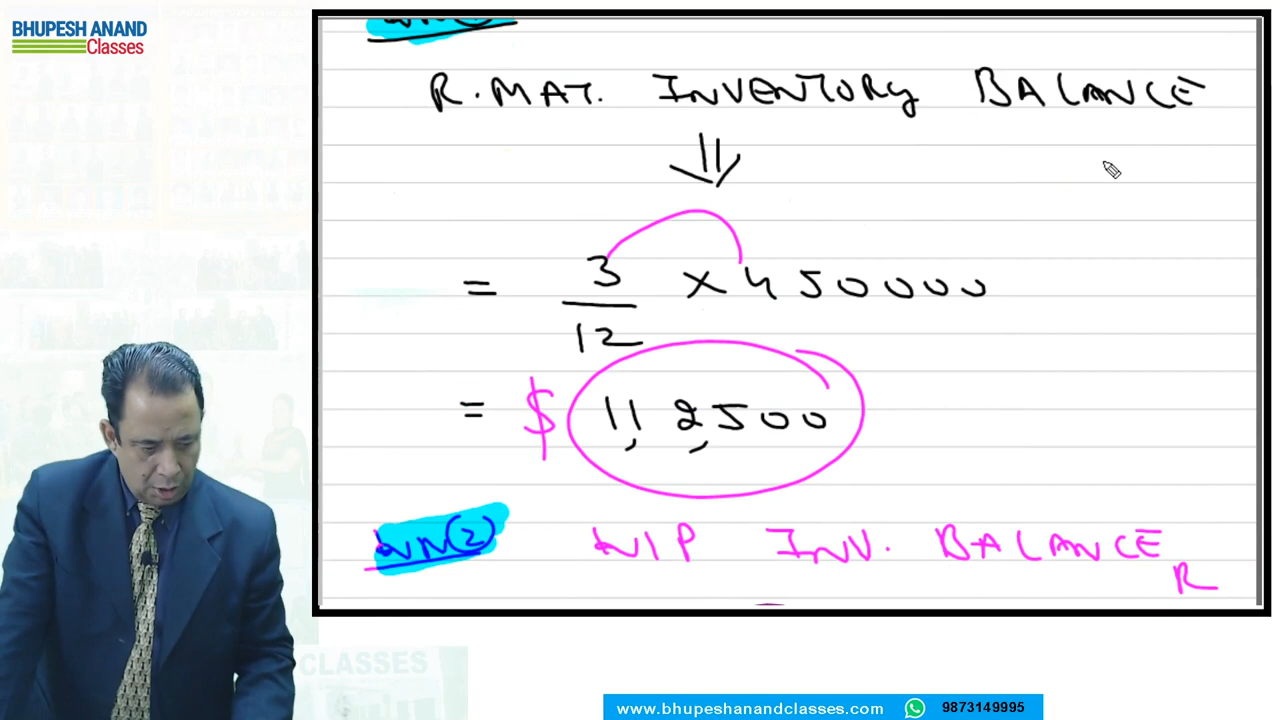 BHUPESH ANAND
Classes
R.MAT. INVENTORY BALANCE
= 3/12 × 450000
= $ 112500
WN(2) WIP INV. BALANCE
R
CLASSES
www.bhupeshanandclasses.com 9873149995